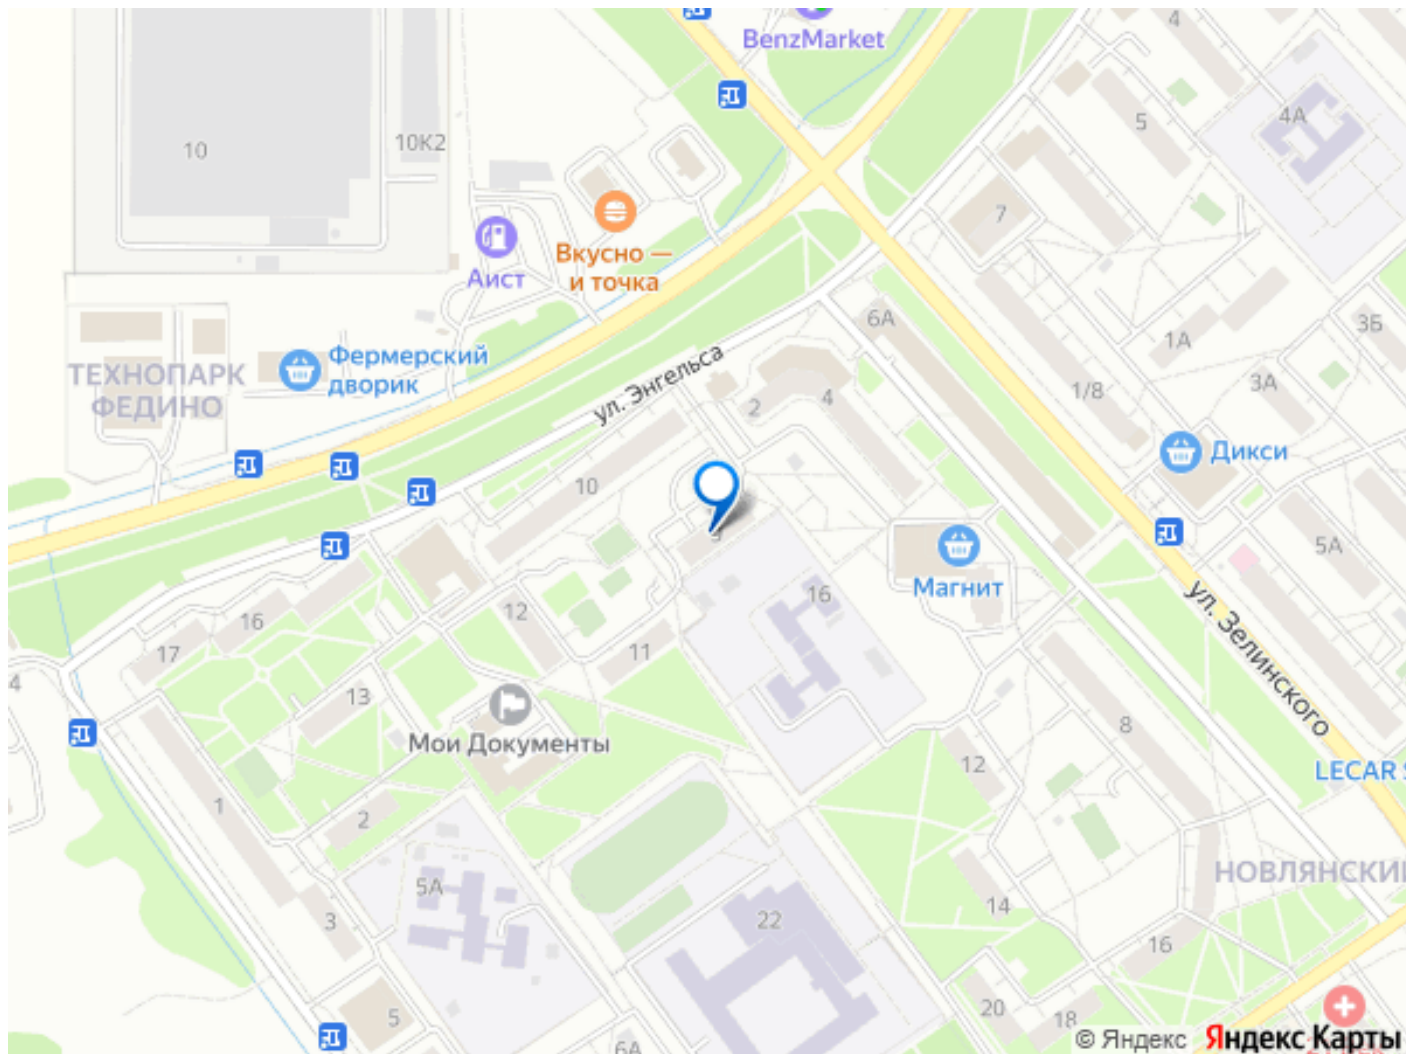 BenzMarket
4
5
4А
10
10К2
7
Вкусно —
и точка
Аист
6А
3Б
1А
Фермерский
дворик
ТЕХНОПАРК
ФЕДИНО
ул. Энгельса
3А
1/8
2
4
Дикси
10
5А
16
Магнит
ул. Зелинского
12
16
11
17
4
13
Мои Документы
8
12
LECAR
1
2
НОВЛЯНСКИ
5А
14
22
3
16
20
18
5
6А
© Яндекс
Яндекс Карты